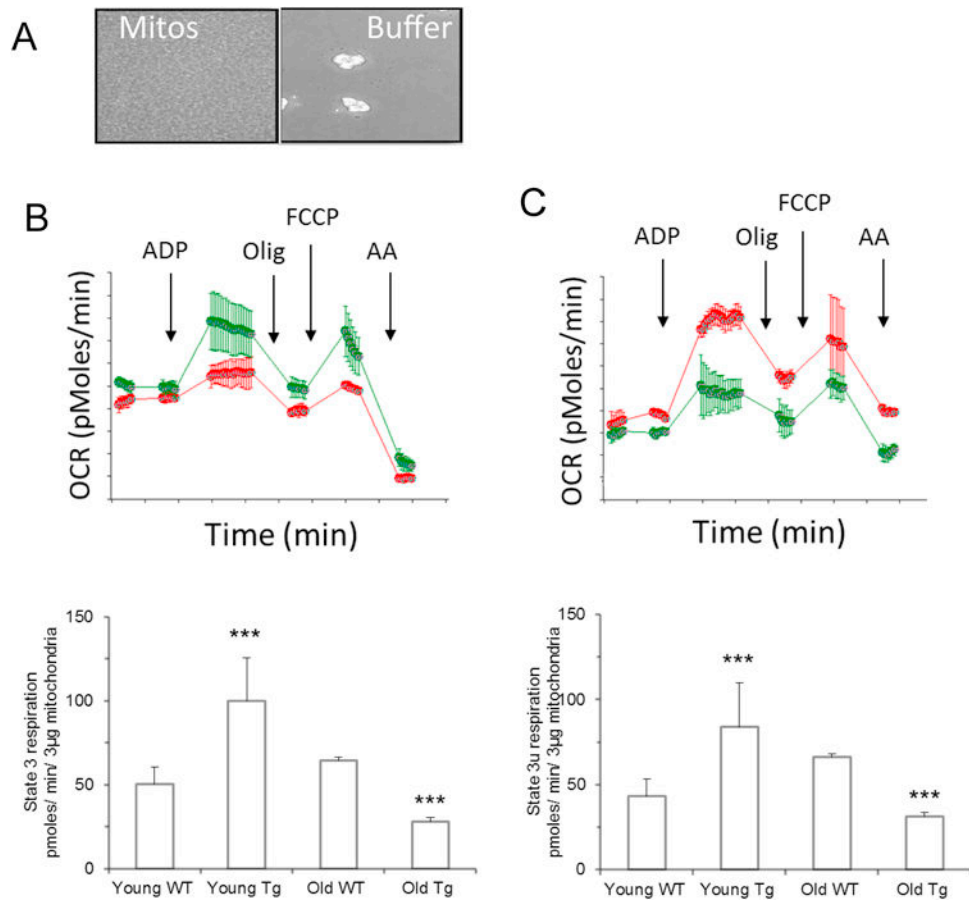 A
Mitos
Buffer
B
FCCP
ADP
Olig
AA
OCR (pMoles/min)
Time (min)
C
FCCP
ADP
Olig
AA
OCR (pMoles/min)
Time (min)
State 3 respiration
pmoles/ min/ 3µg mitochondria
150
100
50
0
***
***
Young WT
Young Tg
Old WT
Old Tg
State 3u respiration
pmoles/ min/ 3µg mitochondria
150
100
50
0
***
***
Young WT
Young Tg
Old WT
Old Tg